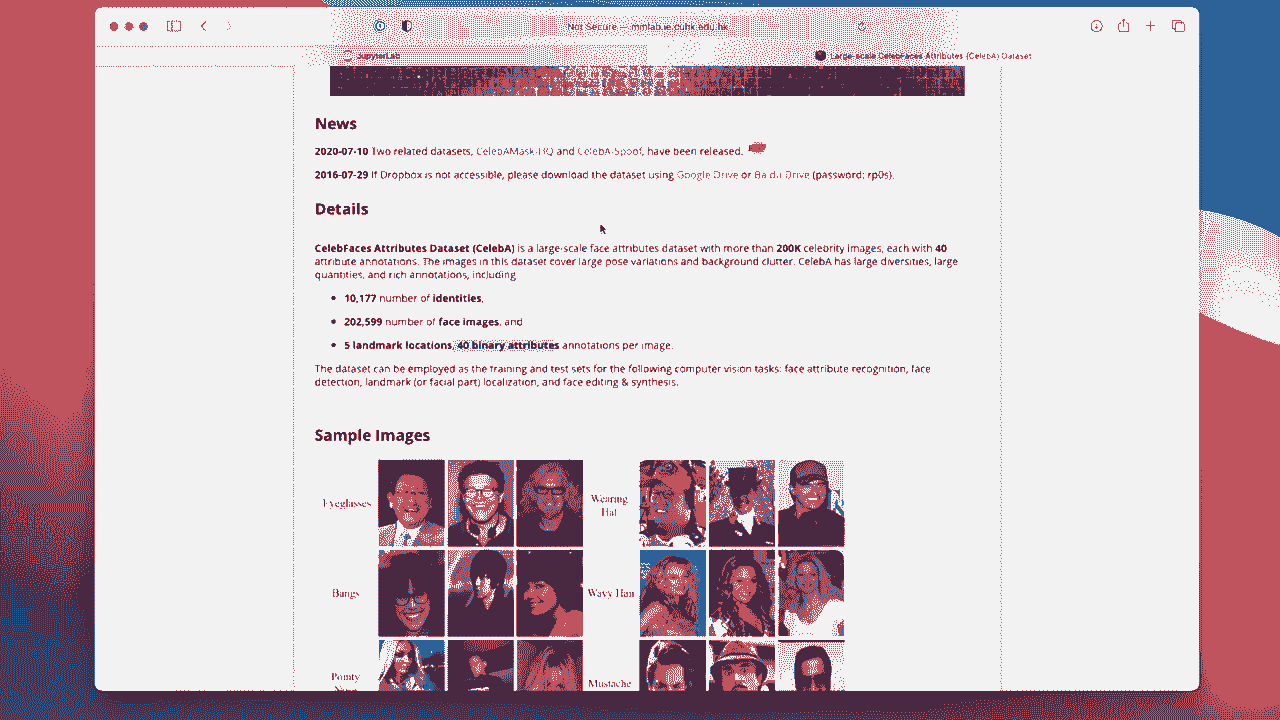 Not Secure — mmlab.ie.cuhk.edu.hk
JupyterLab
Large-scale CelebFaces Attributes (CelebA) Dataset
News
2020-07-10 Two related datasets, CelebAMask-HQ and CelebA-Spoof, have been released.
2016-07-29 If Dropbox is not accessible, please download the dataset using Google Drive or Baidu Drive (password: rp0s).
Details
CelebFaces Attributes Dataset (CelebA) is a large-scale face attributes dataset with more than 200K celebrity images, each with 40
attribute annotations. The images in this dataset cover large pose variations and background clutter. CelebA has large diversities, large
quantities, and rich annotations, including
10,177 number of identities,
202,599 number of face images, and
5 landmark locations, 40 binary attributes annotations per image.
The dataset can be employed as the training and test sets for the following computer vision tasks: face attribute recognition, face
detection, landmark (or facial part) localization, and face editing & synthesis.
Sample Images
Eyeglasses
Wearing
Hat
Bangs
Wavy Hair
Pointy
Mustache